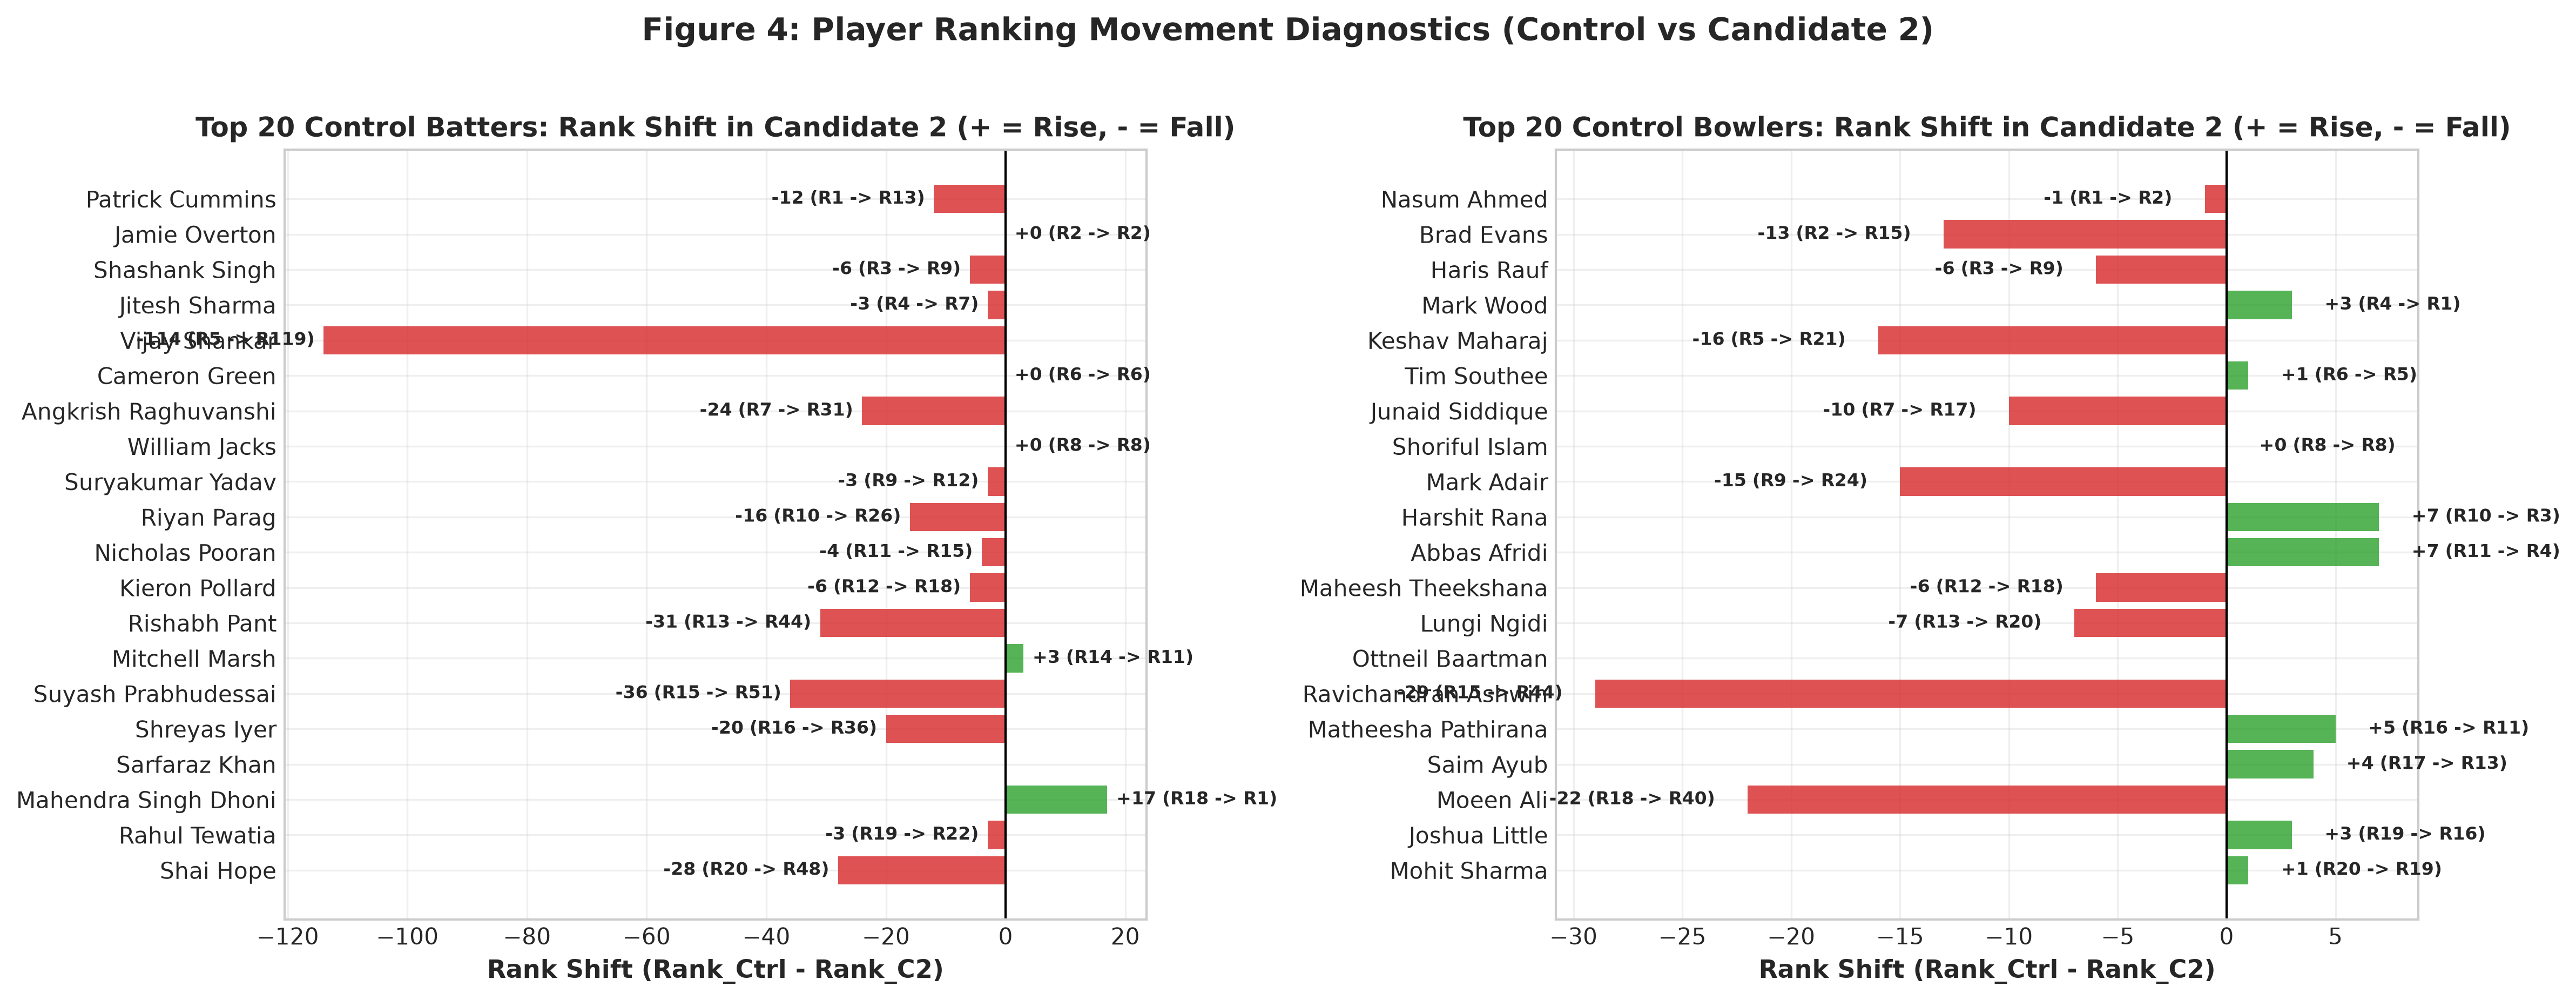 Figure 4: Player Ranking Movement Diagnostics (Control vs Candidate 2)
Top 20 Control Batters: Rank Shift in Candidate 2 (+ = Rise, - = Fall)
Patrick Cummins -12 (R1 -> R13)
Jamie Overton +0 (R2 -> R2)
Shashank Singh -6 (R3 -> R9)
Jitesh Sharma -3 (R4 -> R7)
Vijay Shankar -114 (R5 -> R119)
Cameron Green +0 (R6 -> R6)
Angkrish Raghuvanshi -24 (R7 -> R31)
William Jacks +0 (R8 -> R8)
Suryakumar Yadav -3 (R9 -> R12)
Riyan Parag -16 (R10 -> R26)
Nicholas Pooran -4 (R11 -> R15)
Kieron Pollard -6 (R12 -> R18)
Rishabh Pant -31 (R13 -> R44)
Mitchell Marsh +3 (R14 -> R11)
Suyash Prabhudessai -36 (R15 -> R51)
Shreyas Iyer -20 (R16 -> R36)
Sarfaraz Khan
Mahendra Singh Dhoni +17 (R18 -> R1)
Rahul Tewatia -3 (R19 -> R22)
Shai Hope -28 (R20 -> R48)
−120 −100 −80 −60 −40 −20 0 20
Rank Shift (Rank_Ctrl - Rank_C2)
Top 20 Control Bowlers: Rank Shift in Candidate 2 (+ = Rise, - = Fall)
Nasum Ahmed -1 (R1 -> R2)
Brad Evans -13 (R2 -> R15)
Haris Rauf -6 (R3 -> R9)
Mark Wood +3 (R4 -> R1)
Keshav Maharaj -16 (R5 -> R21)
Tim Southee +1 (R6 -> R5)
Junaid Siddique -10 (R7 -> R17)
Shoriful Islam +0 (R8 -> R8)
Mark Adair -15 (R9 -> R24)
Harshit Rana +7 (R10 -> R3)
Abbas Afridi +7 (R11 -> R4)
Maheesh Theekshana -6 (R12 -> R18)
Lungi Ngidi -7 (R13 -> R20)
Ottneil Baartman
Ravichandran Ashwin -29 (R15 -> R44)
Matheesha Pathirana +5 (R16 -> R11)
Saim Ayub +4 (R17 -> R13)
Moeen Ali -22 (R18 -> R40)
Joshua Little +3 (R19 -> R16)
Mohit Sharma +1 (R20 -> R19)
−30 −25 −20 −15 −10 −5 0 5
Rank Shift (Rank_Ctrl - Rank_C2)